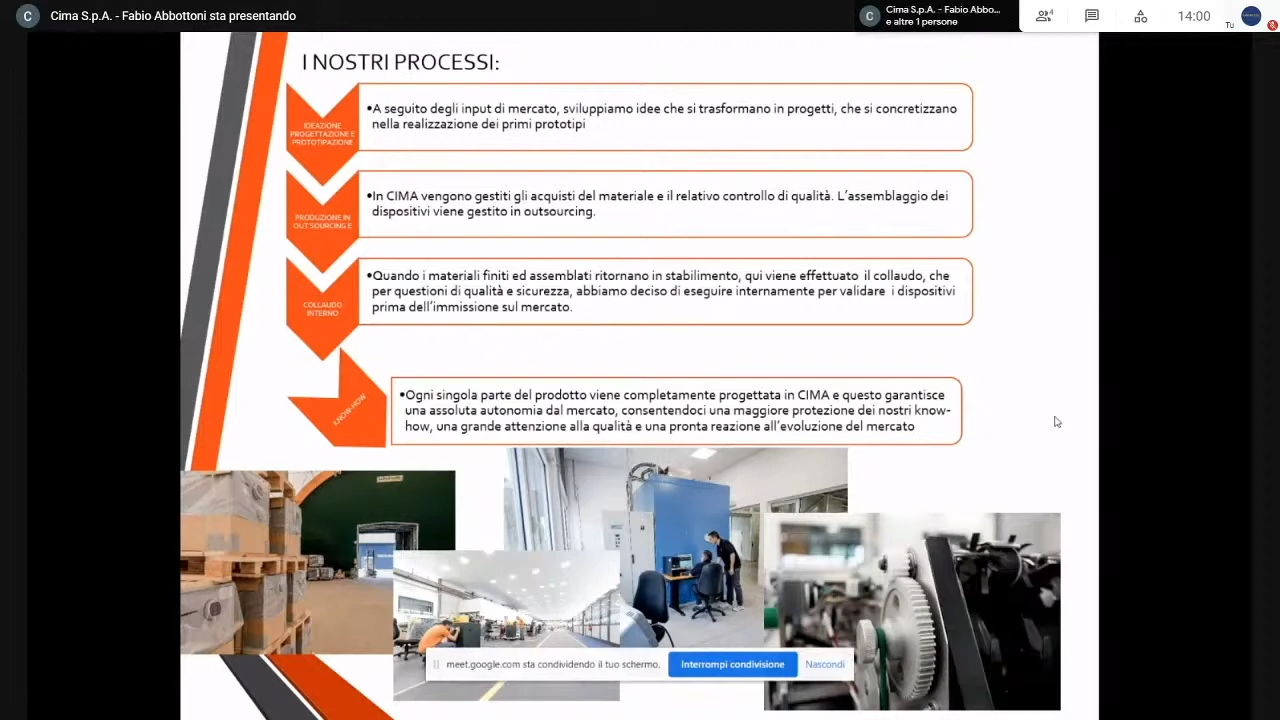 Cima S.p.A. - Fabio Abbottoni sta presentando
Cima S.p.A. - Fabio Abbo...
e altre 1 persone
4
14:00
Tu
I NOSTRI PROCESSI:
IDEAZIONE
PROGETTAZIONE E
PROTOTIPAZIONE
•A seguito degli input di mercato, sviluppiamo idee che si trasformano in progetti, che si concretizzano
nella realizzazione dei primi prototipi
PRODUZIONE IN
OUTSOURCING E
•In CIMA vengono gestiti gli acquisti del materiale e il relativo controllo di qualità. L'assemblaggio dei
dispositivi viene gestito in outsourcing.
COLLAUDO
INTERNO
•Quando i materiali finiti ed assemblati ritornano in stabilimento, qui viene effettuato il collaudo, che
per questioni di qualità e sicurezza, abbiamo deciso di eseguire internamente per validare i dispositivi
prima dell'immissione sul mercato.
KNOW-HOW
•Ogni singola parte del prodotto viene completamente progettata in CIMA e questo garantisce
una assoluta autonomia dal mercato, consentendoci una maggiore protezione dei nostri know-
how, una grande attenzione alla qualità e una pronta reazione all'evoluzione del mercato
meet.google.com sta condividendo il tuo schermo.
Interrompi condivisione
Nascondi